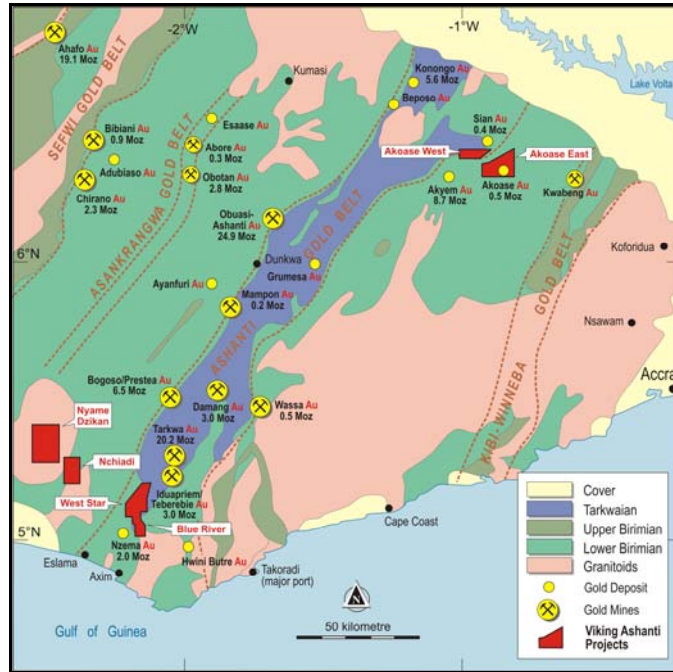 -2°W
-1°W
Ahafo Au
19.1 Moz
SEFWI GOLD BELT
Kumasi
Konongo Au
5.6 Moz
Beposo Au
Lake Volta
Bibiani Au
0.9 Moz
Esaase Au
Abore Au
0.3 Moz
Sian Au
0.4 Moz
Akoase West
Akoase East
Adubiaso Au
Obotan Au
2.8 Moz
Chirano Au
2.3 Moz
Akyem Au
8.7 Moz
Akoase Au
0.5 Moz
Kwabeng Au
ASANKRANGWA GOLD BELT
Obuasi-
Ashanti Au
24.9 Moz
Koforidua
6°N
Dunkwa
Grumesa Au
ASHANTI GOLD BELT
Ayanfuri Au
Mampon Au
0.2 Moz
KIBI-WINNEBA GOLD BELT
Nsawam
Accra
Bogoso/Prestea Au
6.5 Moz
Damang Au
3.0 Moz
Wassa Au
0.5 Moz
Nyame
Dzikan
Tarkwa Au
20.2 Moz
Nchiadi
Iduapriem/
Teberebie Au
3.0 Moz
West Star
Blue River
5°N
Nzema Au
2.0 Moz
Hwini Butre Au
Cape Coast
Eslama
Axim
Takoradi
(major port)
Gulf of Guinea
N
50 kilometre
Cover
Tarkwaian
Upper Birimian
Lower Birimian
Granitoids
Gold Deposit
Gold Mines
Viking Ashanti
Projects